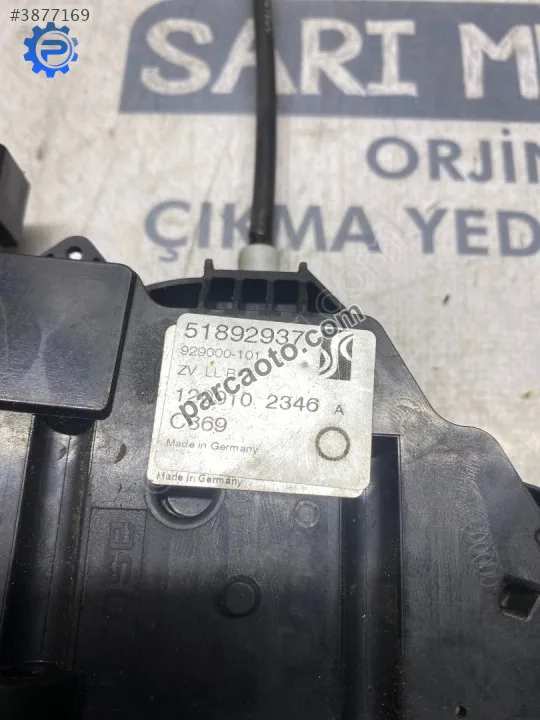 #3877169
SARI M
ORJİN
ÇIKMA YED
51892937
929000-101
ZV LL B
2346 A
C369
Made in Germany
Made in Germany
parcaoto.com